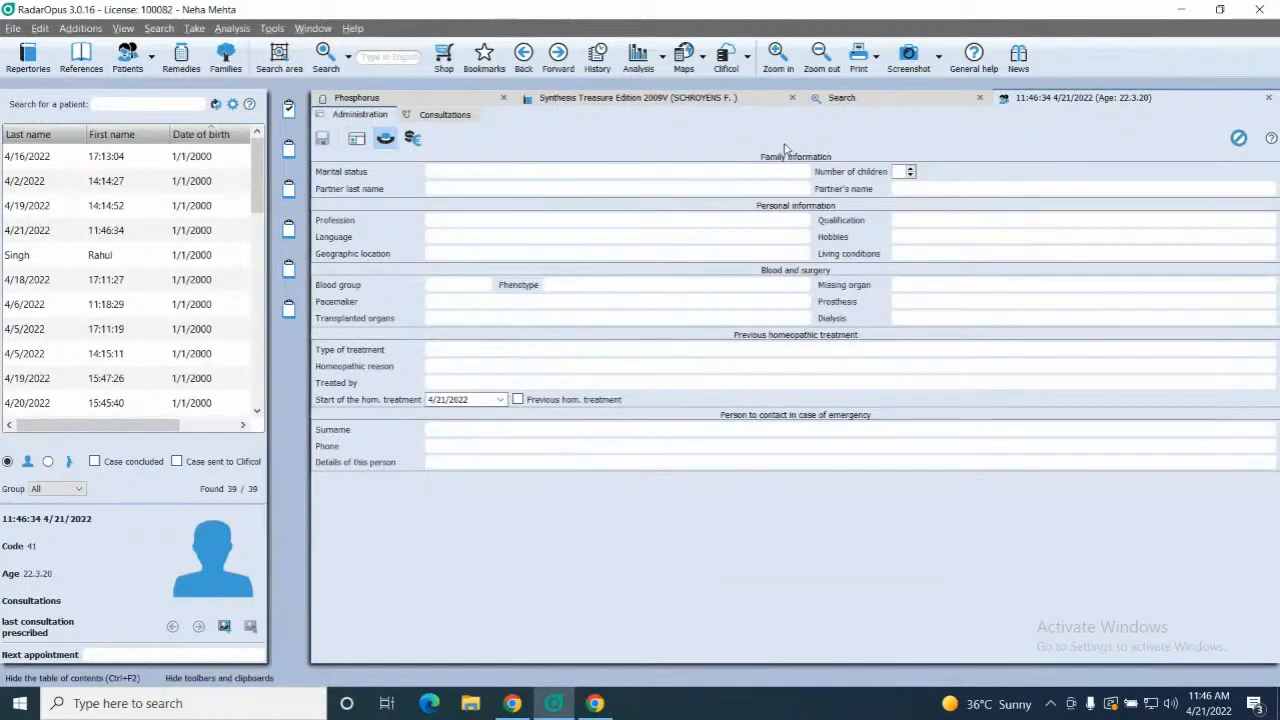 RadarOpus 3.0.16 - License: 100082 - Neha Mehta
File Edit Additions View Search Take Analysis Tools Window Help
Repertories References Patients Remedies Families Search area Search Type in English Shop Bookmarks Back Forward History Analysis Maps Clificol Zoom in Zoom out Print Screenshot General help News
Search for a patient:
Last name First name Date of birth
4/16/2022 17:13:04 1/1/2000
4/2/2022 14:14:27 1/1/2000
4/19/2022 14:14:52 1/1/2000
4/21/2022 11:46:34 1/1/2000
Singh Rahul 1/1/2000
4/18/2022 17:11:27 1/1/2000
4/6/2022 11:18:29 1/1/2000
4/5/2022 17:11:19 1/1/2000
4/5/2022 14:15:11 1/1/2000
4/19/2022 15:47:26 1/1/2000
4/20/2022 15:45:40 1/1/2000
Case concluded Case sent to Clificol
Group All Found 39 / 39
11:46:34 4/21/2022
Code 41
Age 22.3.20
Consultations
last consultation
prescribed
Next appointment
Phosphorus Synthesis Treasure Edition 2009V (SCHROYENS F. ) Search 11:46:34 4/21/2022 (Age: 22.3.20)
Administration Consultations
Family information
Marital status Number of children
Partner last name Partner's name
Personal information
Profession Qualification
Language Hobbies
Geographic location Living conditions
Blood and surgery
Blood group Phenotype Missing organ
Pacemaker Prosthesis
Transplanted organs Dialysis
Previous homeopathic treatment
Type of treatment
Homeopathic reason
Treated by
Start of the hom. treatment 4/21/2022 Previous hom. treatment
Person to contact in case of emergency
Surname
Phone
Details of this person
Activate Windows
Go to Settings to activate Windows.
Hide the table of contents (Ctrl+F2) Hide toolbars and clipboards
Type here to search
36°C Sunny
11:46 AM
4/21/2022
3